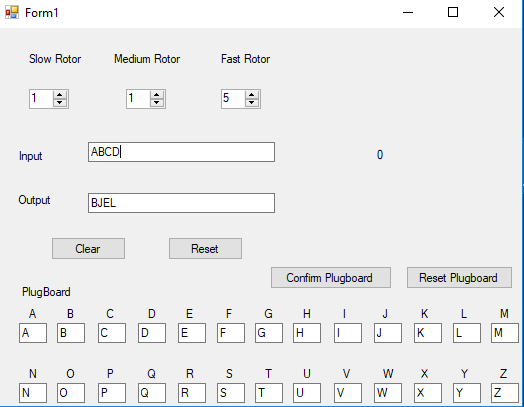 Form1
Slow Rotor Medium Rotor Fast Rotor
1 1 5
Input ABCD 0
Output BJEL
Clear Reset
Confirm Plugboard Reset Plugboard
PlugBoard
A B C D E F G H I J K L M
A B C D E F G H I J K L M
N O P Q R S T U V W X Y Z
N O P Q R S T U V W X Y Z